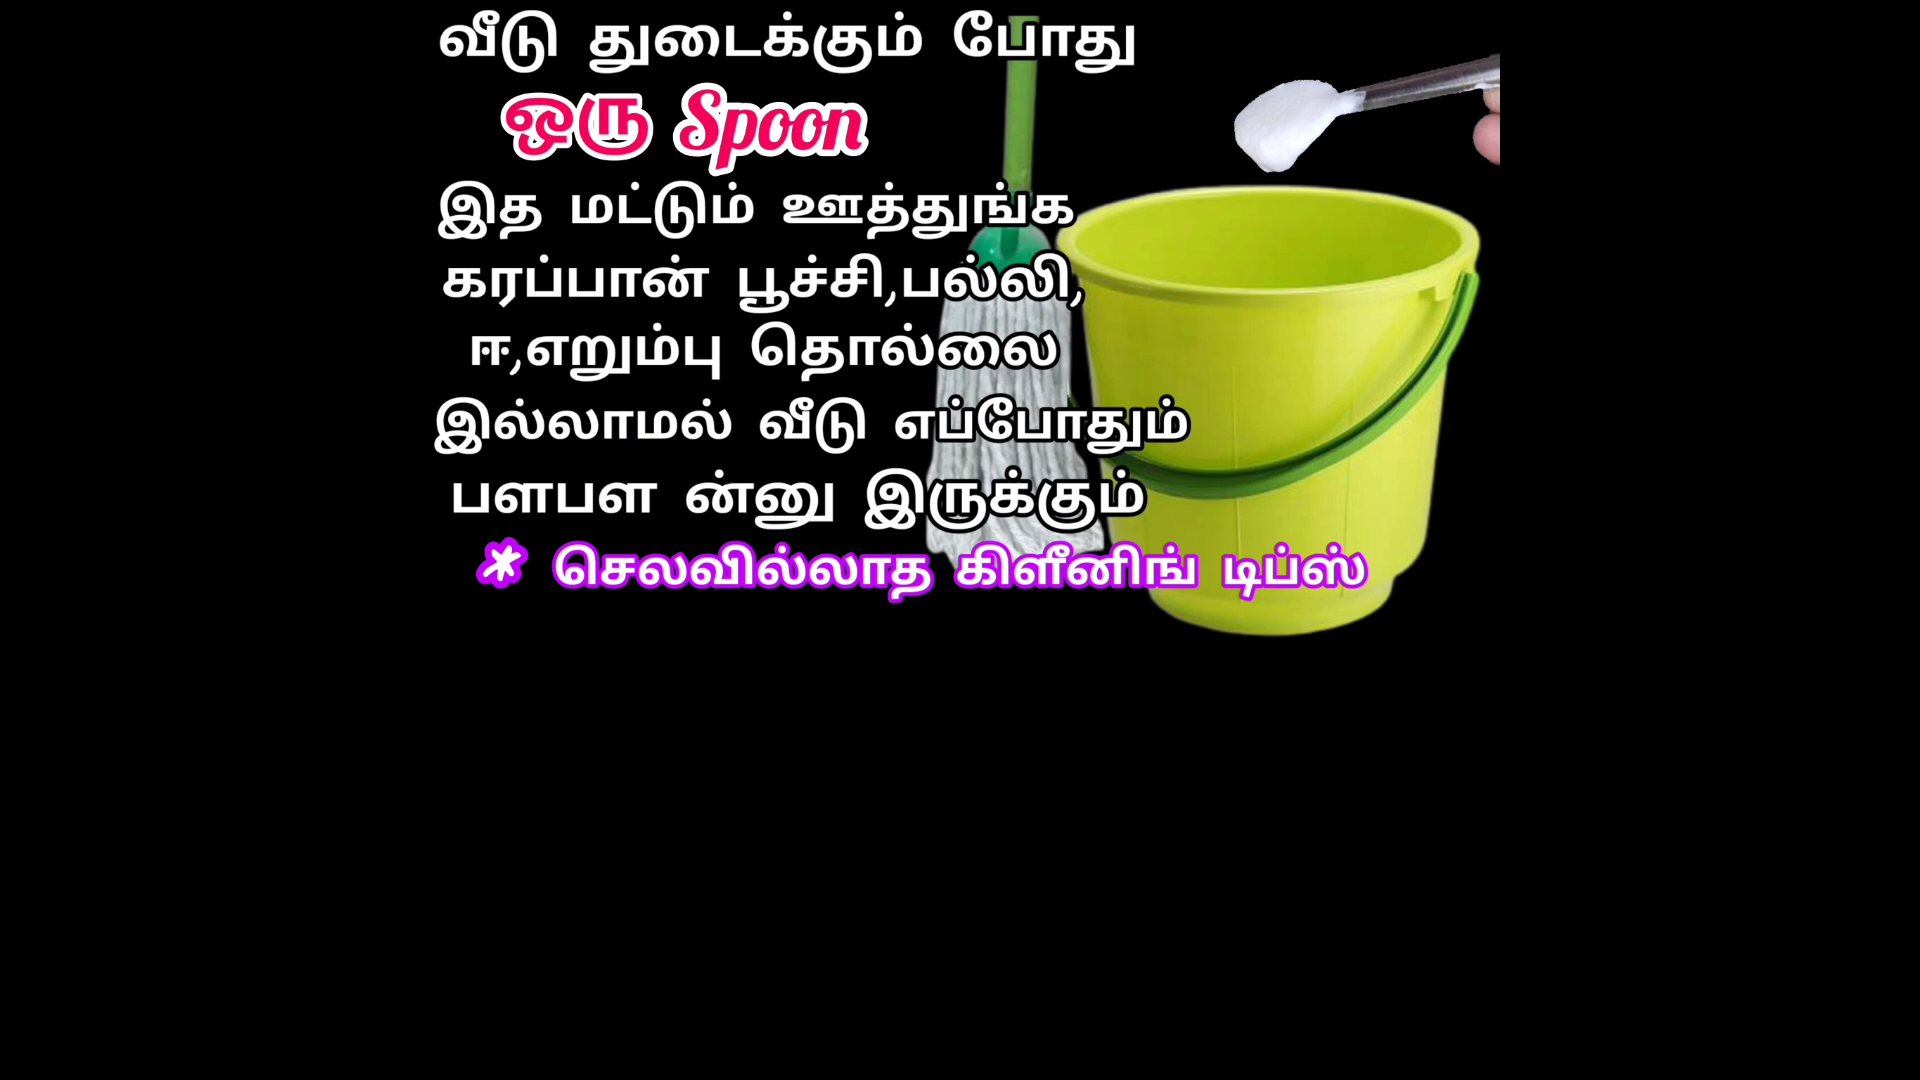 வீடு துடைக்கும் போது
ஒரு Spoon
இத மட்டும் ஊத்துங்க
கரப்பான் பூச்சி,பல்லி,
ஈ,எறும்பு தொல்லை
இல்லாமல் வீடு எப்போதும்
பளபள ன்னு இருக்கும்
* செலவில்லாத கிளீனிங் டிப்ஸ்